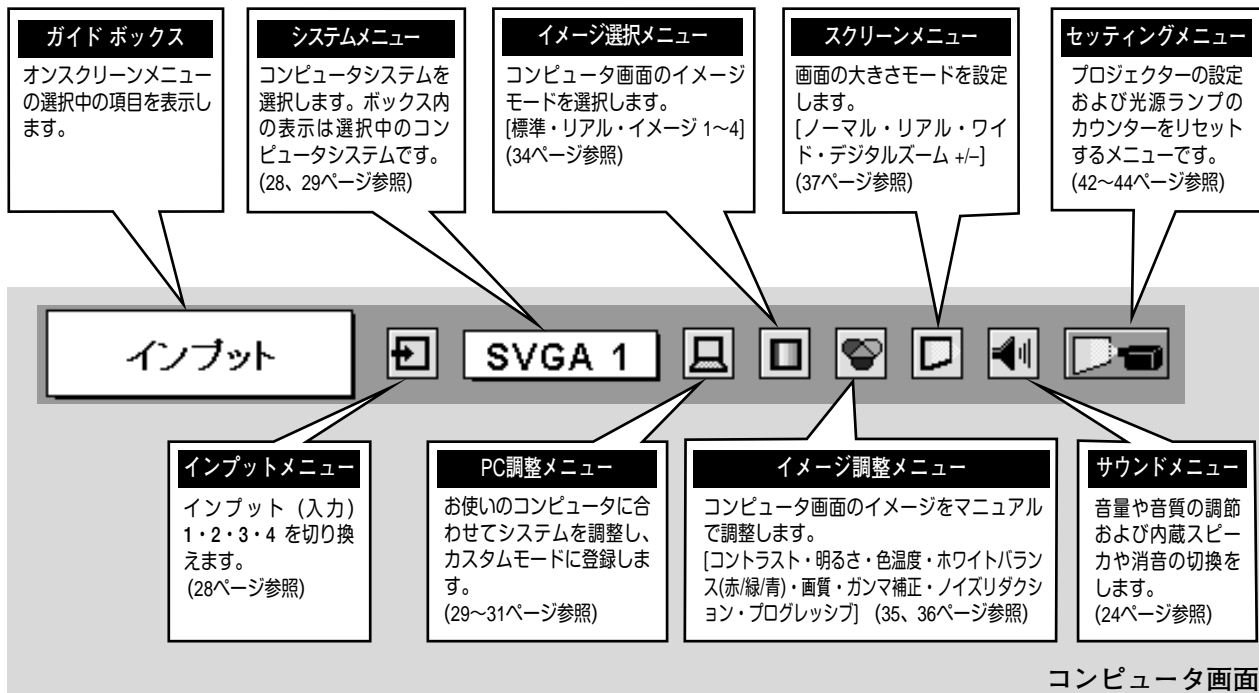 ガイド ボックス
オンスクリーンメニュー
の選択中の項目を表示し
ます。
システムメニュー
コンピュータシステムを
選択します。ボックス内
の表示は選択中のコン
ピュータシステムです。
(28、29ページ参照)
イメージ選択メニュー
コンピュータ画面のイメージ
モードを選択します。
[標準・リアル・イメージ 1〜4]
(34ページ参照)
スクリーンメニュー
画面の大きさモードを設定
します。
[ノーマル・リアル・ワイ
ド・デジタルズーム +/–]
(37ページ参照)
セッティングメニュー
プロジェクターの設定
および光源ランプの
カウンターをリセット
するメニューです。
(42〜44ページ参照)
インプット
SVGA 1
インプットメニュー
インプット (入力)
1・2・3・4 を切り換
えます。
(28ページ参照)
PC調整メニュー
お使いのコンピュータに合
わせてシステムを調整し、
カスタムモードに登録しま
す。
(29〜31ページ参照)
イメージ調整メニュー
コンピュータ画面のイメージをマニュアル
で調整します。
[コントラスト・明るさ・色温度・ホワイトバラン
ス(赤/緑/青)・画質・ガンマ補正・ノイズリダクシ
ョン・プログレッシブ] (35、36ページ参照)
サウンドメニュー
音量や音質の調節
および内蔵スピー
カや消音の切換を
します。
(24ページ参照)
コンピュータ画面